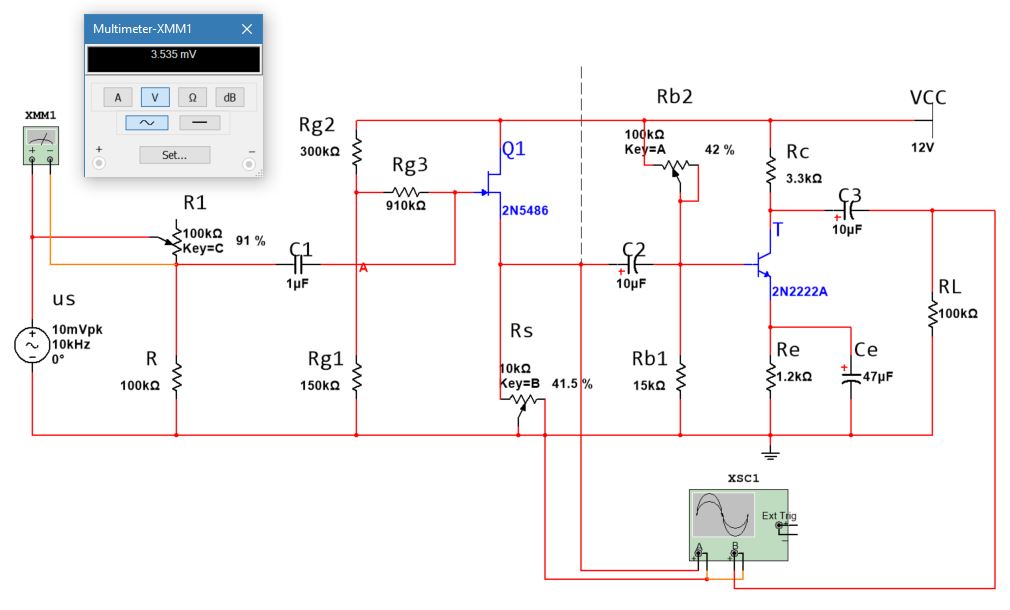 Multimeter-XMM1
3.535 mV
A
V
Ω
dB
+
Set...
−
XMM1
+
−
R1
100kΩ
Key=C
91 %
us
+
−
10mVpk
10kHz
0°
R
100kΩ
C1
1µF
A
Rg2
300kΩ
Rg3
910kΩ
Rg1
150kΩ
Q1
2N5486
Rs
10kΩ
Key=B
41.5 %
C2
+
10µF
Rb2
100kΩ
Key=A
42 %
Rb1
15kΩ
Rc
3.3kΩ
VCC
12V
C3
+
10µF
T
2N2222A
RL
100kΩ
Re
1.2kΩ
Ce
+
47µF
XSC1
Ext Trig
+
−
A
B
+
−
+
−